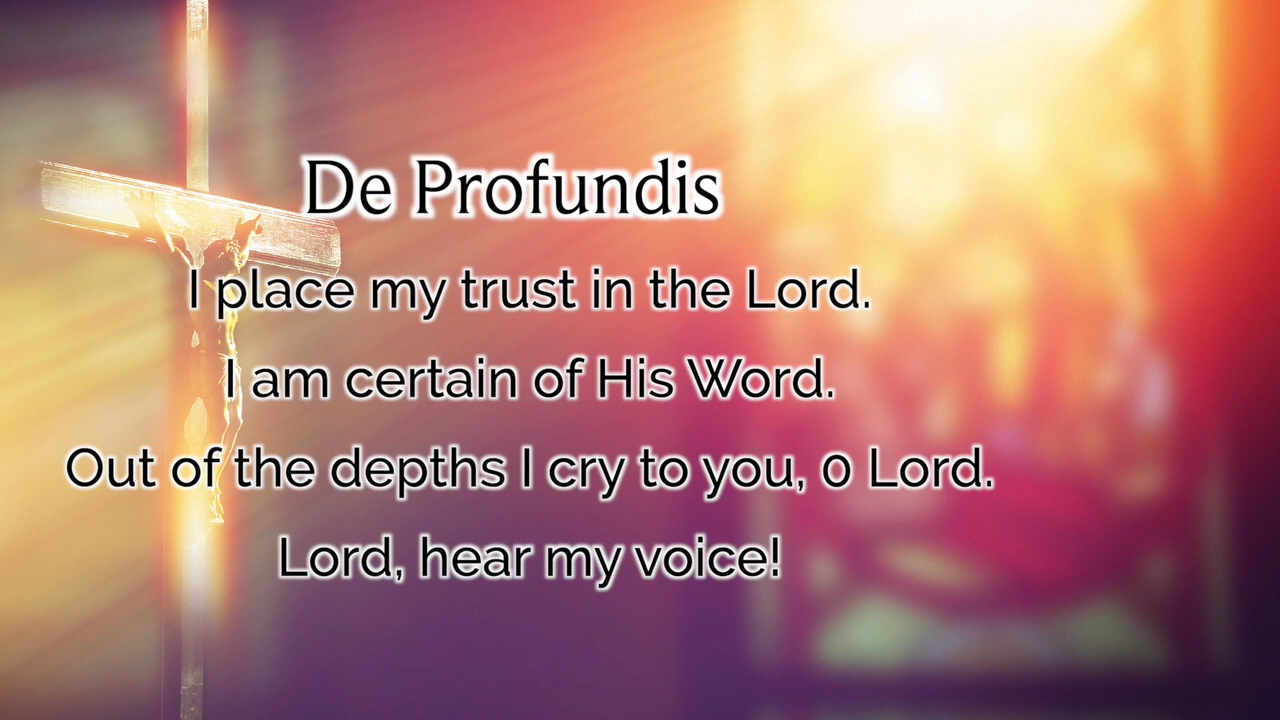 De Profundis
I place my trust in the Lord.
I am certain of His Word.
Out of the depths I cry to you, 0 Lord.
Lord, hear my voice!